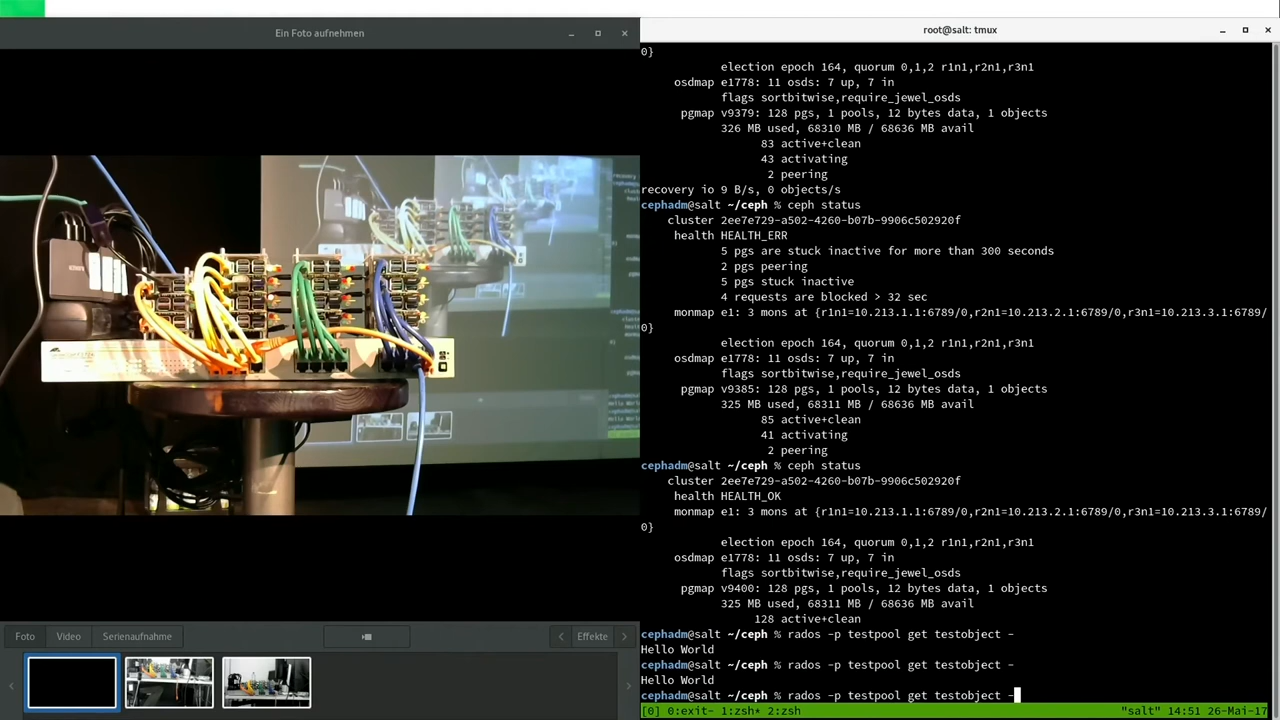 Ein Foto aufnehmen
Foto
Video
Serienaufnahme
Effekte
root@salt: tmux
0}
election epoch 164, quorum 0,1,2 r1n1,r2n1,r3n1
osdmap e1778: 11 osds: 7 up, 7 in
flags sortbitwise,require_jewel_osds
pgmap v9379: 128 pgs, 1 pools, 12 bytes data, 1 objects
326 MB used, 68310 MB / 68636 MB avail
83 active+clean
43 activating
2 peering
recovery io 9 B/s, 0 objects/s
cephadm@salt ~/ceph % ceph status
cluster 2ee7e729-a502-4260-b07b-9906c502920f
health HEALTH_ERR
5 pgs are stuck inactive for more than 300 seconds
2 pgs peering
5 pgs stuck inactive
4 requests are blocked > 32 sec
monmap e1: 3 mons at {r1n1=10.213.1.1:6789/0,r2n1=10.213.2.1:6789/0,r3n1=10.213.3.1:6789/
0}
election epoch 164, quorum 0,1,2 r1n1,r2n1,r3n1
osdmap e1778: 11 osds: 7 up, 7 in
flags sortbitwise,require_jewel_osds
pgmap v9385: 128 pgs, 1 pools, 12 bytes data, 1 objects
325 MB used, 68311 MB / 68636 MB avail
85 active+clean
41 activating
2 peering
cephadm@salt ~/ceph % ceph status
cluster 2ee7e729-a502-4260-b07b-9906c502920f
health HEALTH_OK
monmap e1: 3 mons at {r1n1=10.213.1.1:6789/0,r2n1=10.213.2.1:6789/0,r3n1=10.213.3.1:6789/
0}
election epoch 164, quorum 0,1,2 r1n1,r2n1,r3n1
osdmap e1778: 11 osds: 7 up, 7 in
flags sortbitwise,require_jewel_osds
pgmap v9400: 128 pgs, 1 pools, 12 bytes data, 1 objects
325 MB used, 68311 MB / 68636 MB avail
128 active+clean
cephadm@salt ~/ceph % rados -p testpool get testobject -
Hello World
cephadm@salt ~/ceph % rados -p testpool get testobject -
Hello World
cephadm@salt ~/ceph % rados -p testpool get testobject -
[0] 0:exit- 1:zsh* 2:zsh "salt" 14:51 26-Mai-17